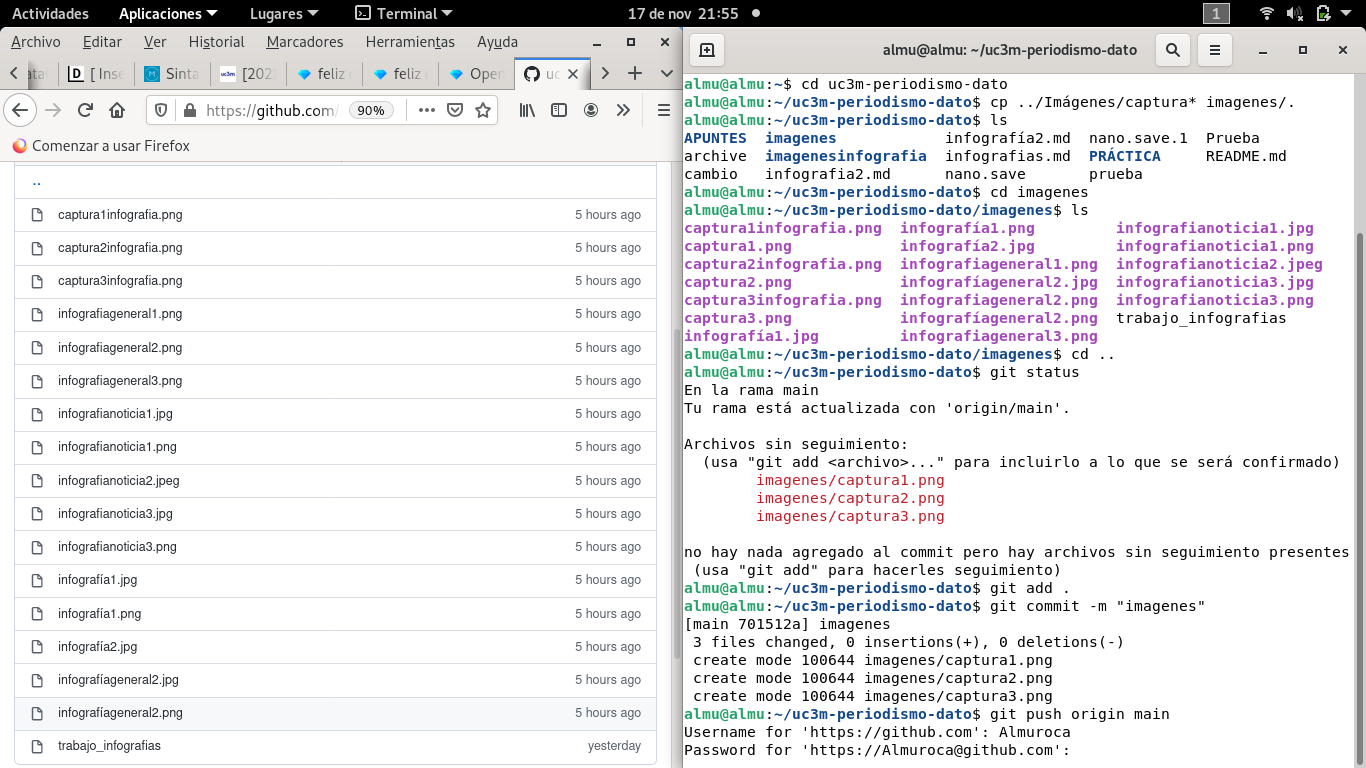 Actividades Aplicaciones Lugares Terminal 17 de nov 21:55 1
Archivo Editar Ver Historial Marcadores Herramientas Ayuda
[ Inse Sinta uc3m [202 feliz feliz Open uc
https://github.com/ 90%
Comenzar a usar Firefox
..
captura1infografia.png 5 hours ago
captura2infografia.png 5 hours ago
captura3infografia.png 5 hours ago
infografiageneral1.png 5 hours ago
infografiageneral2.png 5 hours ago
infografiageneral3.png 5 hours ago
infografianoticia1.jpg 5 hours ago
infografianoticia1.png 5 hours ago
infografianoticia2.jpeg 5 hours ago
infografianoticia3.jpg 5 hours ago
infografianoticia3.png 5 hours ago
infografía1.jpg 5 hours ago
infografía1.png 5 hours ago
infografía2.jpg 5 hours ago
infografíageneral2.jpg 5 hours ago
infografíageneral2.png 5 hours ago
trabajo_infografias yesterday
almu@almu: ~/uc3m-periodismo-dato
almu@almu:~$ cd uc3m-periodismo-dato
almu@almu:~/uc3m-periodismo-dato$ cp ../Imágenes/captura* imagenes/.
almu@almu:~/uc3m-periodismo-dato$ ls
APUNTES imagenes infografía2.md nano.save.1 Prueba
archive imagenesinfografia infografias.md PRÁCTICA README.md
cambio infografia2.md nano.save prueba
almu@almu:~/uc3m-periodismo-dato$ cd imagenes
almu@almu:~/uc3m-periodismo-dato/imagenes$ ls
captura1infografia.png infografía1.png infografianoticia1.jpg
captura1.png infografía2.jpg infografianoticia1.png
captura2infografia.png infografiageneral1.png infografianoticia2.jpeg
captura2.png infografíageneral2.jpg infografianoticia3.jpg
captura3infografia.png infografiageneral2.png infografianoticia3.png
captura3.png infografíageneral2.png trabajo_infografias
infografía1.jpg infografiageneral3.png
almu@almu:~/uc3m-periodismo-dato/imagenes$ cd ..
almu@almu:~/uc3m-periodismo-dato$ git status
En la rama main
Tu rama está actualizada con 'origin/main'.
Archivos sin seguimiento:
(usa "git add <archivo>..." para incluirlo a lo que se será confirmado)
imagenes/captura1.png
imagenes/captura2.png
imagenes/captura3.png
no hay nada agregado al commit pero hay archivos sin seguimiento presentes
(usa "git add" para hacerles seguimiento)
almu@almu:~/uc3m-periodismo-dato$ git add .
almu@almu:~/uc3m-periodismo-dato$ git commit -m "imagenes"
[main 701512a] imagenes
3 files changed, 0 insertions(+), 0 deletions(-)
create mode 100644 imagenes/captura1.png
create mode 100644 imagenes/captura2.png
create mode 100644 imagenes/captura3.png
almu@almu:~/uc3m-periodismo-dato$ git push origin main
Username for 'https://github.com': Almuroca
Password for 'https://Almuroca@github.com':